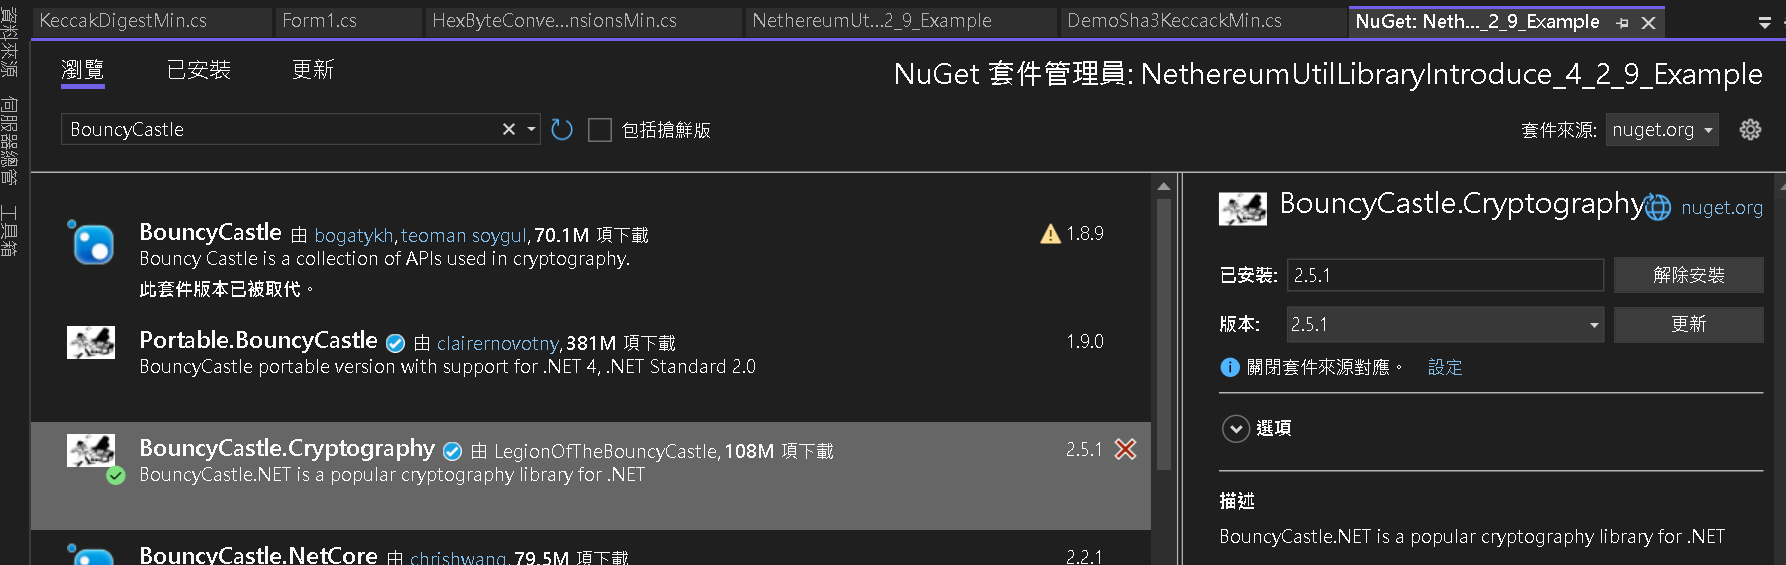 KeccakDigestMin.cs
Form1.cs
HexByteConve...nsionsMin.cs
NethereumUt...2_9_Example
DemoSha3KeccackMin.cs
NuGet: Neth..._2_9_Example
資料來源
伺服器總管
工具箱
瀏覽
已安裝
更新
NuGet 套件管理員: NethereumUtilLibraryIntroduce_4_2_9_Example
BouncyCastle
包括搶鮮版
套件來源: nuget.org
BouncyCastle 由 bogatykh, teoman soygul, 70.1M 項下載
1.8.9
Bouncy Castle is a collection of APIs used in cryptography.
此套件版本已被取代。
Portable.BouncyCastle 由 clairernovotny, 381M 項下載
1.9.0
BouncyCastle portable version with support for .NET 4, .NET Standard 2.0
BouncyCastle.Cryptography 由 LegionOfTheBouncyCastle, 108M 項下載
2.5.1
BouncyCastle.NET is a popular cryptography library for .NET
BouncyCastle.NetCore 由 chrishwang, 79.5M 項下載
2.2.1
BouncyCastle.Cryptography
nuget.org
已安裝: 2.5.1
解除安裝
版本: 2.5.1
更新
關閉套件來源對應。 設定
選項
描述
BouncyCastle.NET is a popular cryptography library for .NET